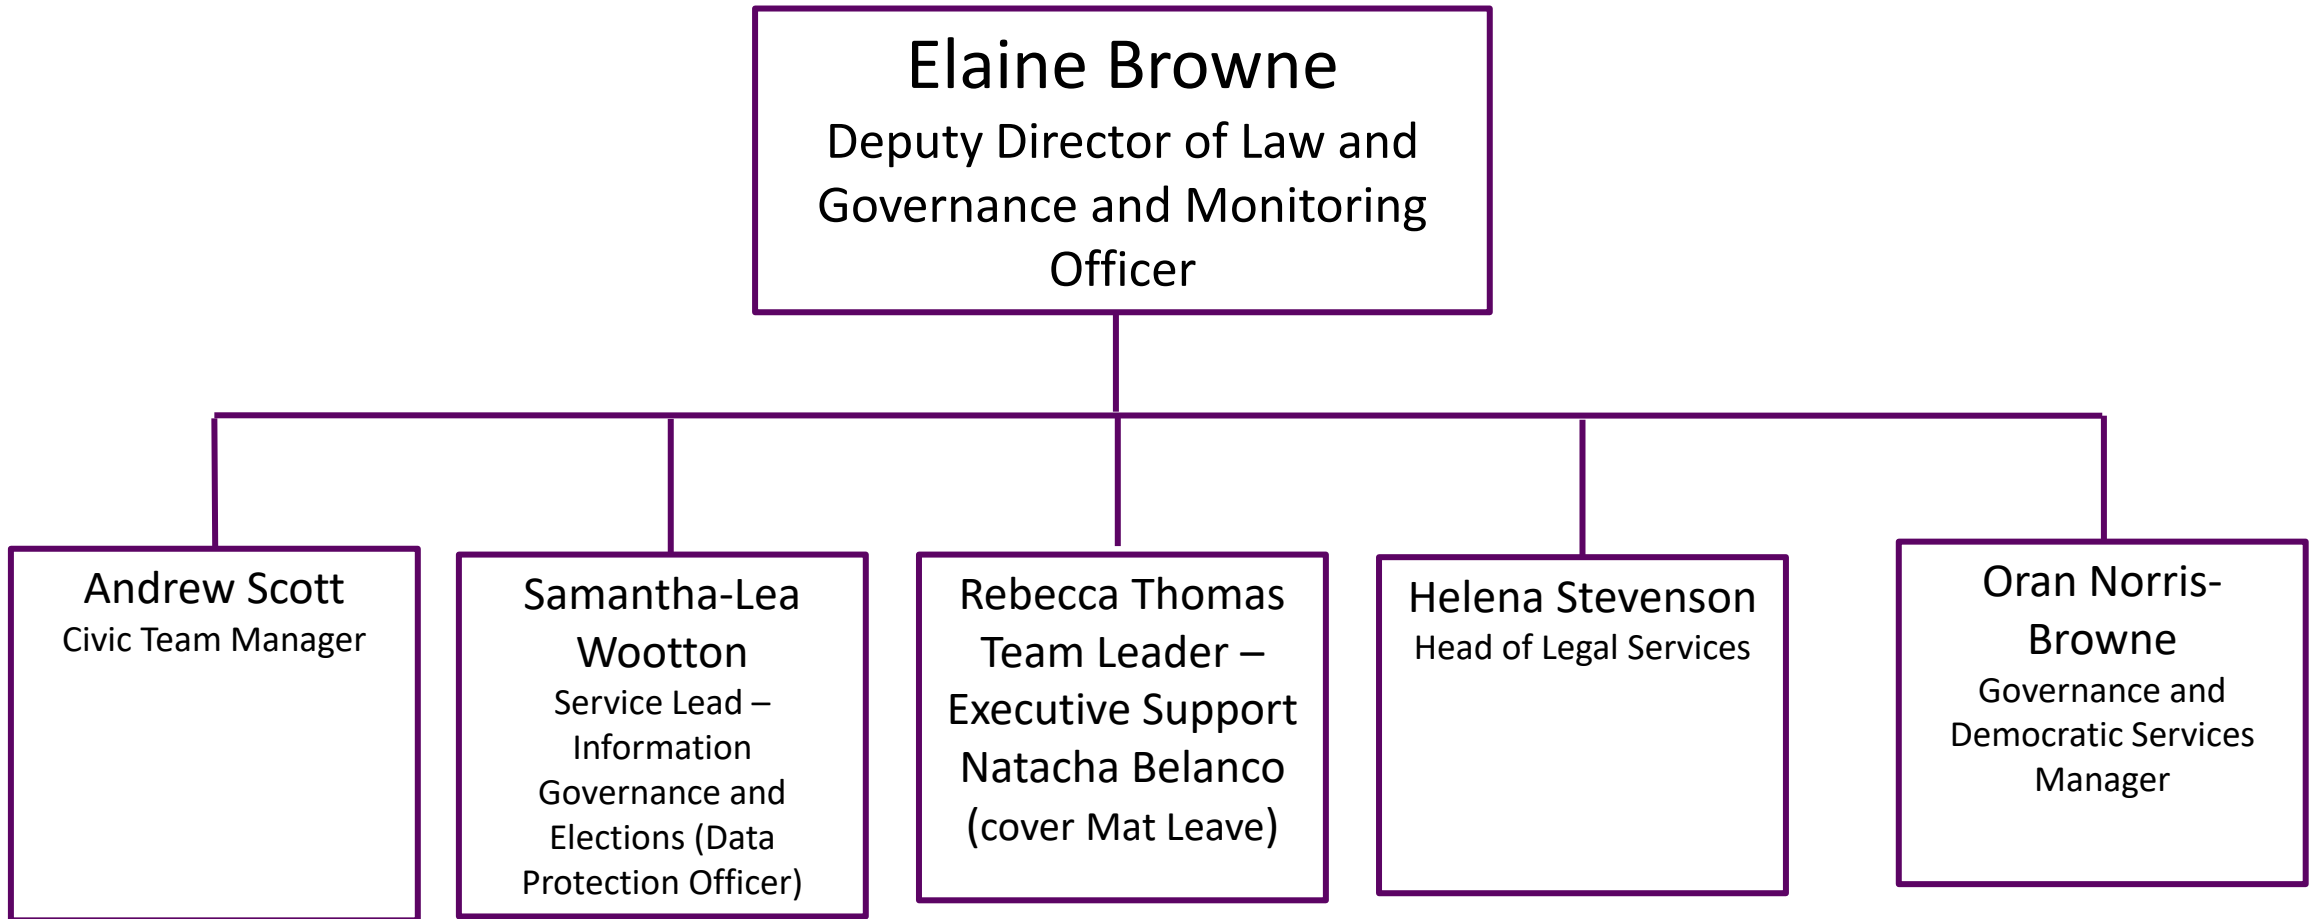 Elaine Browne
Deputy Director of Law and
Governance and Monitoring
Officer
Andrew Scott
Civic Team Manager
Samantha-Lea
Wootton
Service Lead –
Information
Governance and
Elections (Data
Protection Officer)
Rebecca Thomas
Team Leader –
Executive Support
Natacha Belanco
(cover Mat Leave)
Helena Stevenson
Head of Legal Services
Oran Norris-
Browne
Governance and
Democratic Services
Manager